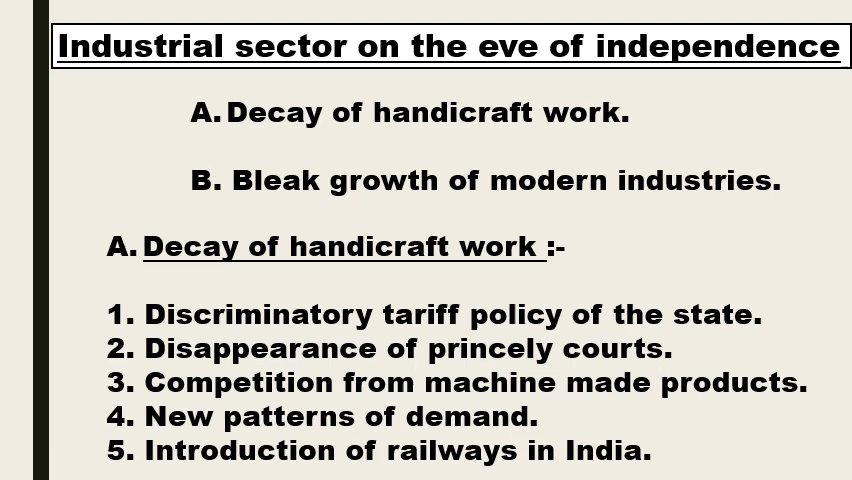 Industrial sector on the eve of independence
A. Decay of handicraft work.
B. Bleak growth of modern industries.
A. Decay of handicraft work :-
1. Discriminatory tariff policy of the state.
2. Disappearance of princely courts.
3. Competition from machine made products.
4. New patterns of demand.
5. Introduction of railways in India.